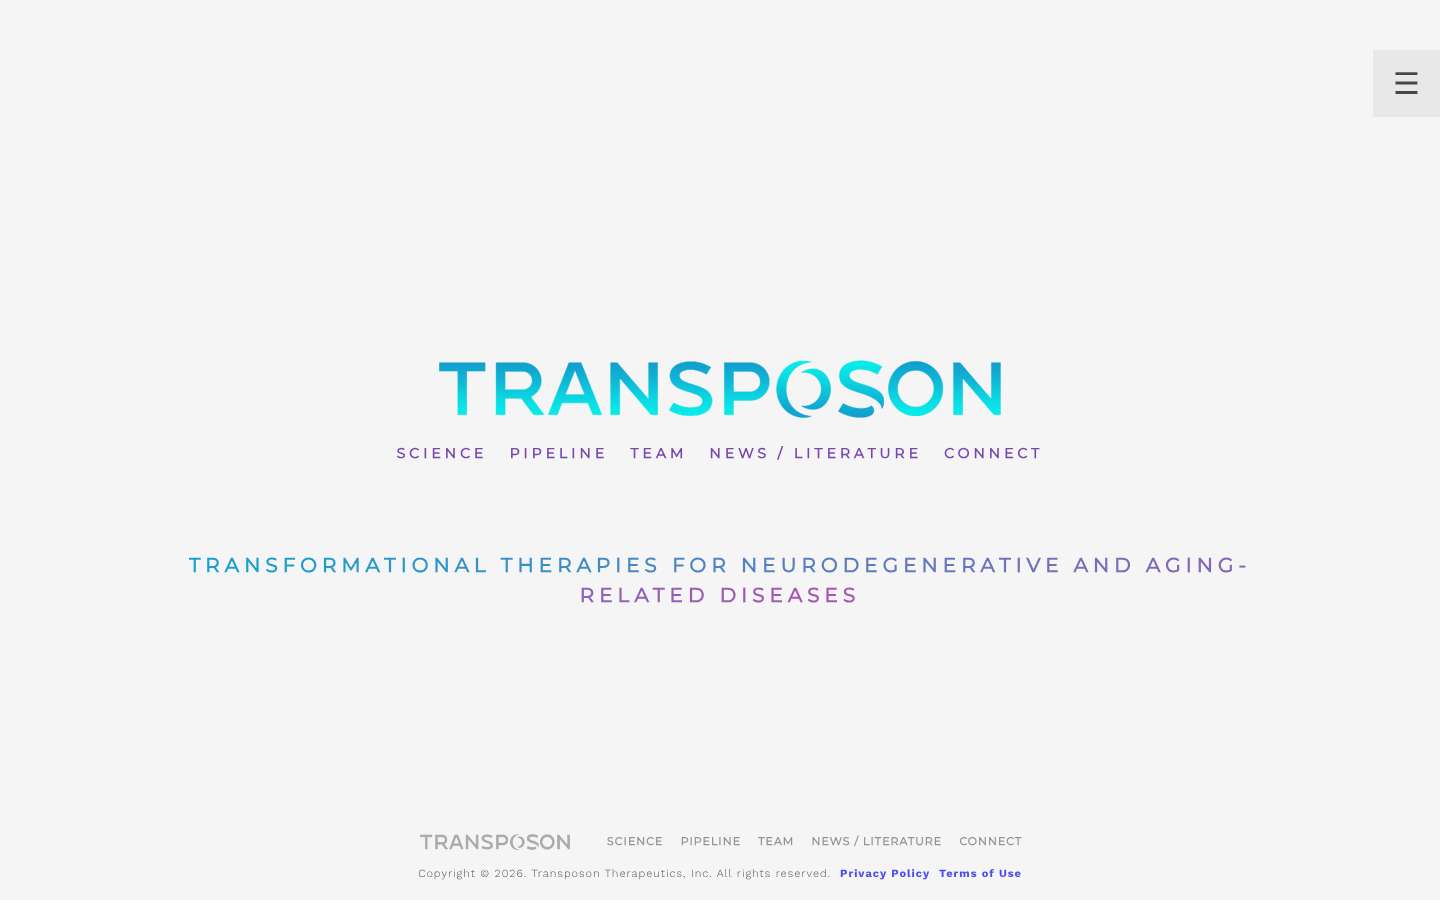 TRANSPOSON
SCIENCE PIPELINE TEAM NEWS / LITERATURE CONNECT
TRANSFORMATIONAL THERAPIES FOR NEURODEGENERATIVE AND AGING-
RELATED DISEASES
TRANSPOSON SCIENCE PIPELINE TEAM NEWS / LITERATURE CONNECT
Copyright © 2026. Transposon Therapeutics, Inc. All rights reserved. Privacy Policy Terms of Use